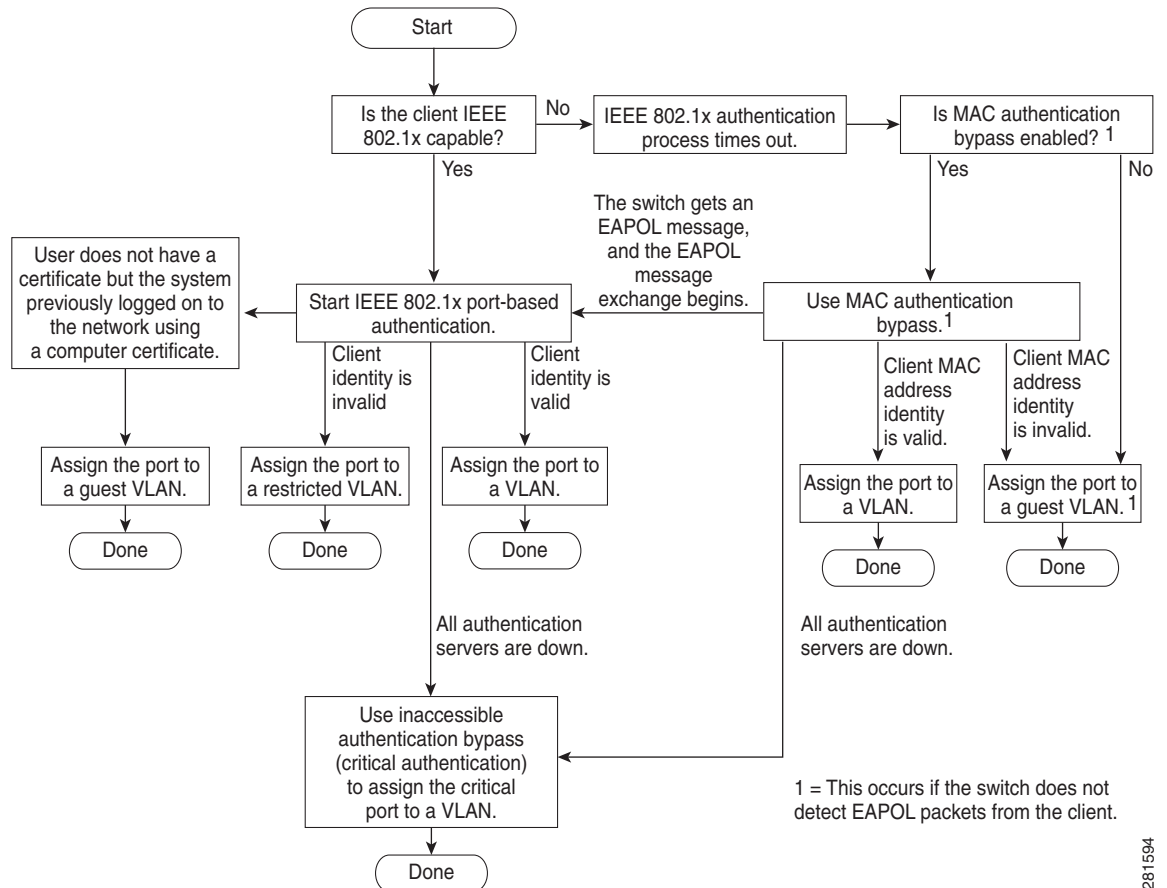 Start
Is the client IEEE
802.1x capable?
No
IEEE 802.1x authentication
process times out.
Is MAC authentication
bypass enabled? 1
Yes
Yes
No
The switch gets an
EAPOL message,
and the EAPOL
message
exchange begins.
User does not have a
certificate but the system
previously logged on to
the network using
a computer certificate.
Start IEEE 802.1x port-based
authentication.
Use MAC authentication
bypass. 1
Client
identity is
invalid
Client
identity is
valid
Client MAC
address
identity
is valid.
Client MAC
address
identity
is invalid.
Assign the port to
a guest VLAN.
Assign the port to
a restricted VLAN.
Assign the port to
a VLAN.
Assign the port to
a VLAN.
Assign the port to
a guest VLAN. 1
Done
Done
Done
Done
Done
All authentication
servers are down.
All authentication
servers are down.
Use inaccessible
authentication bypass
(critical authentication)
to assign the critical
port to a VLAN.
1 = This occurs if the switch does not
detect EAPOL packets from the client.
Done
281594